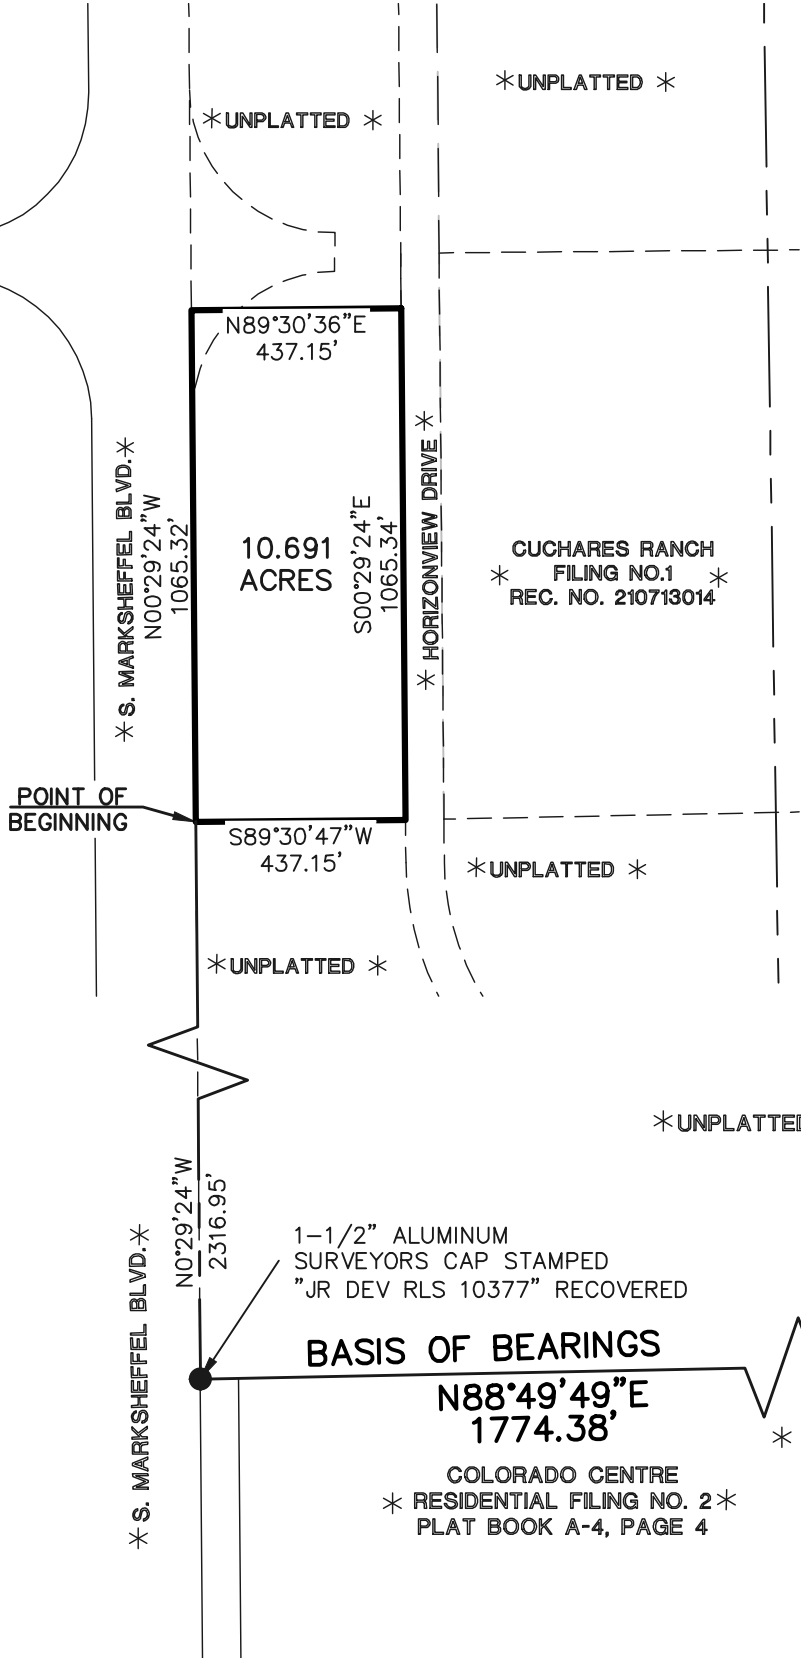 *UNPLATTED *
*UNPLATTED *
N89°30'36"E
437.15'
*S. MARKSHEFFEL BLVD.*
N00°29'24"W
1065.32'
10.691
ACRES
S00°29'24"E
1065.34'
* HORIZONVIEW DRIVE *
CUCHARES RANCH
* FILING NO.1 *
REC. NO. 210713014
POINT OF
BEGINNING
S89°30'47"W
437.15'
*UNPLATTED *
*UNPLATTED *
*UNPLATTED
N0°29'24"W
2316.95'
*S. MARKSHEFFEL BLVD.*
1-1/2" ALUMINUM
SURVEYORS CAP STAMPED
"JR DEV RLS 10377" RECOVERED
BASIS OF BEARINGS
N88°49'49"E
1774.38'
*
COLORADO CENTRE
* RESIDENTIAL FILING NO. 2*
PLAT BOOK A-4, PAGE 4